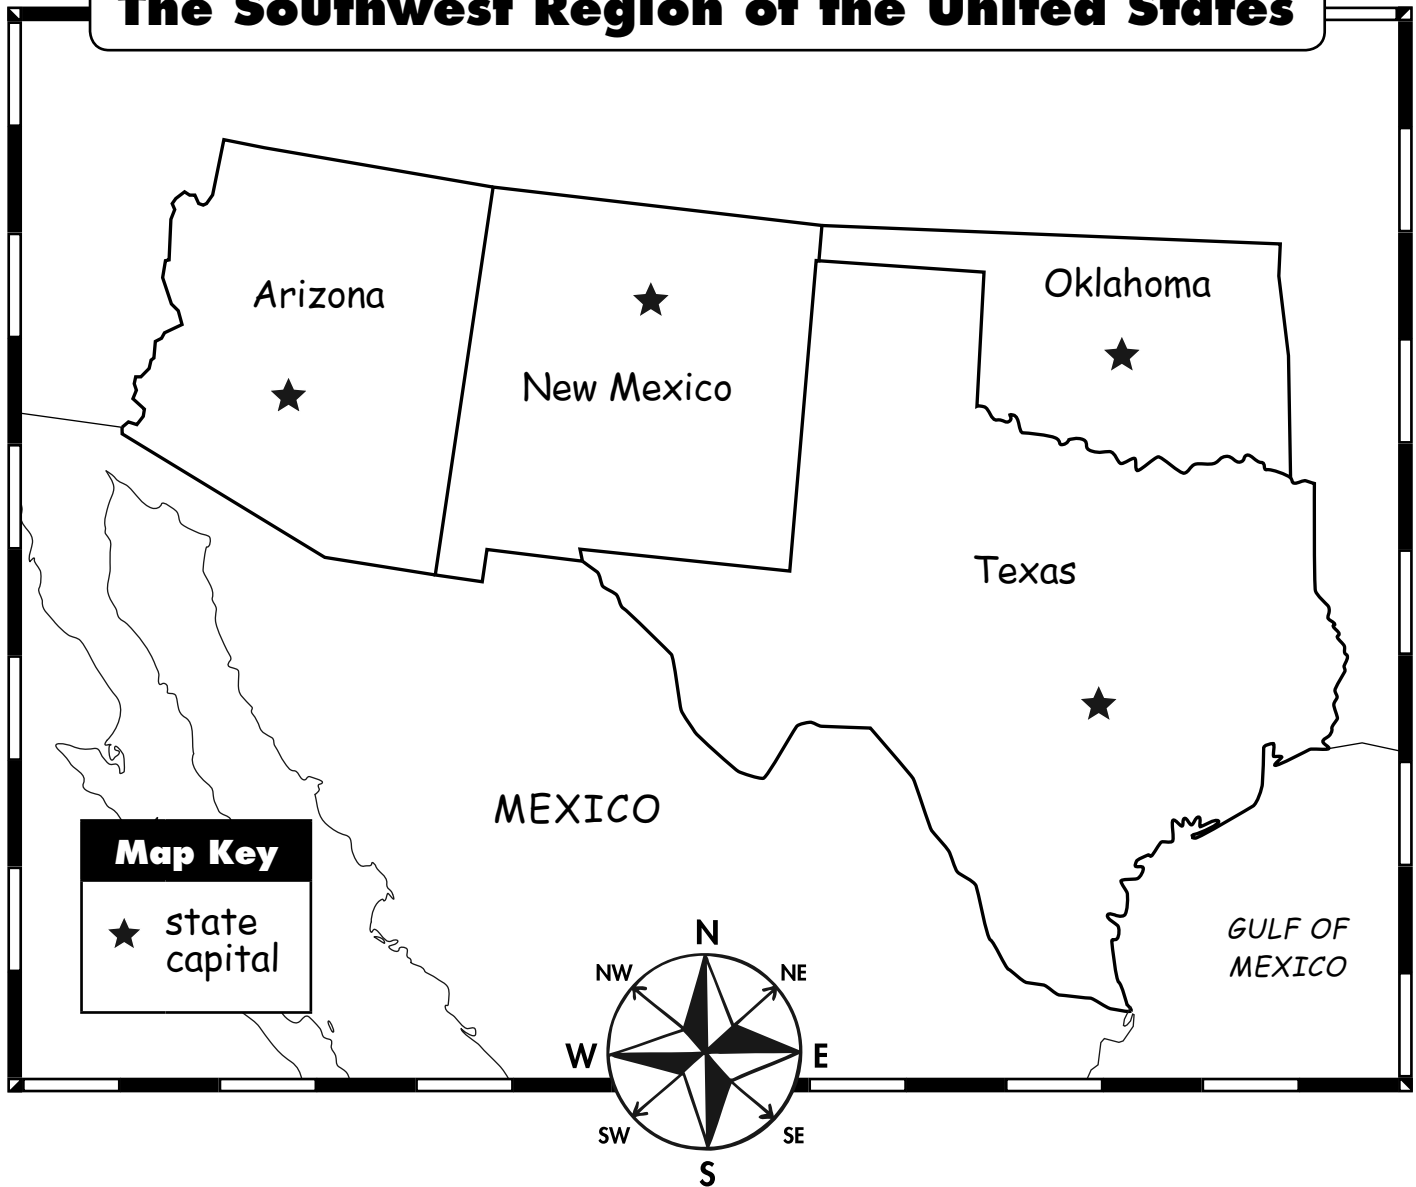 The Southwest Region of the United States
Arizona
Oklahoma
New Mexico
Texas
MEXICO
Map Key
state
capital
GULF OF
MEXICO
N
NW
NE
W
E
SW
SE
S